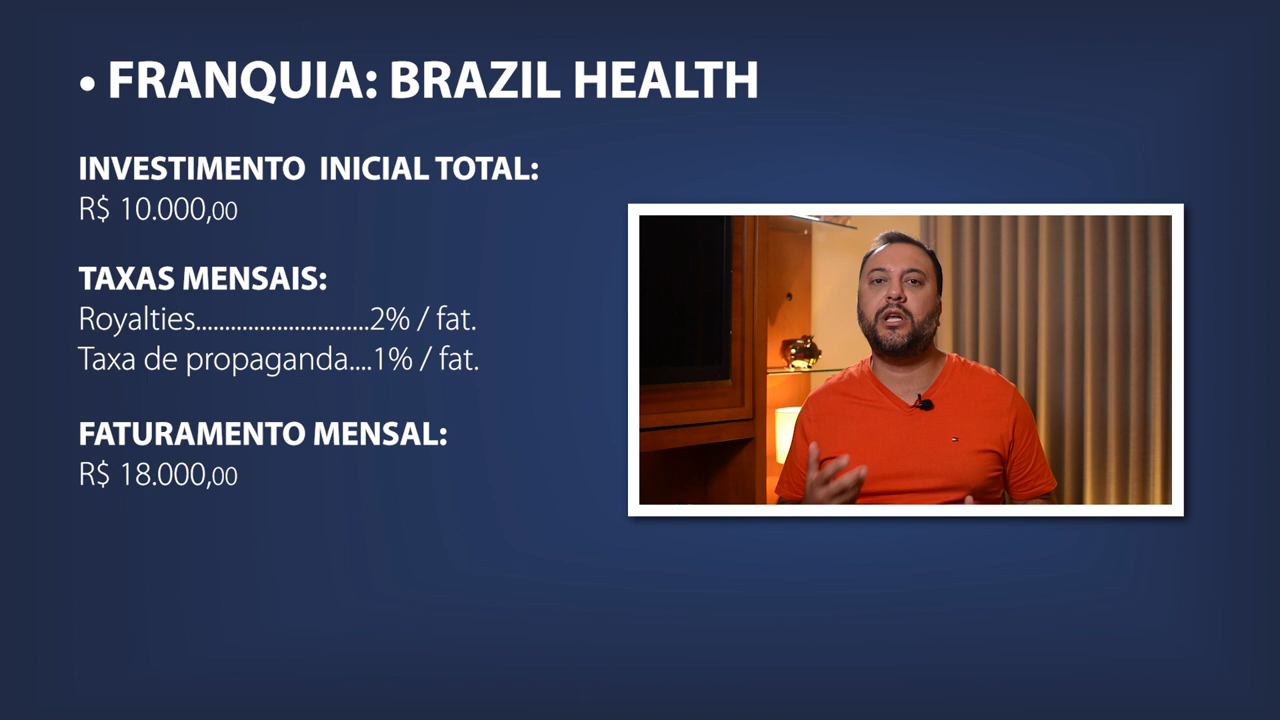 • FRANQUIA: BRAZIL HEALTH
INVESTIMENTO INICIAL TOTAL:
R$ 10.000,00
TAXAS MENSAIS:
Royalties..............................2% / fat.
Taxa de propaganda....1% / fat.
FATURAMENTO MENSAL:
R$ 18.000,00